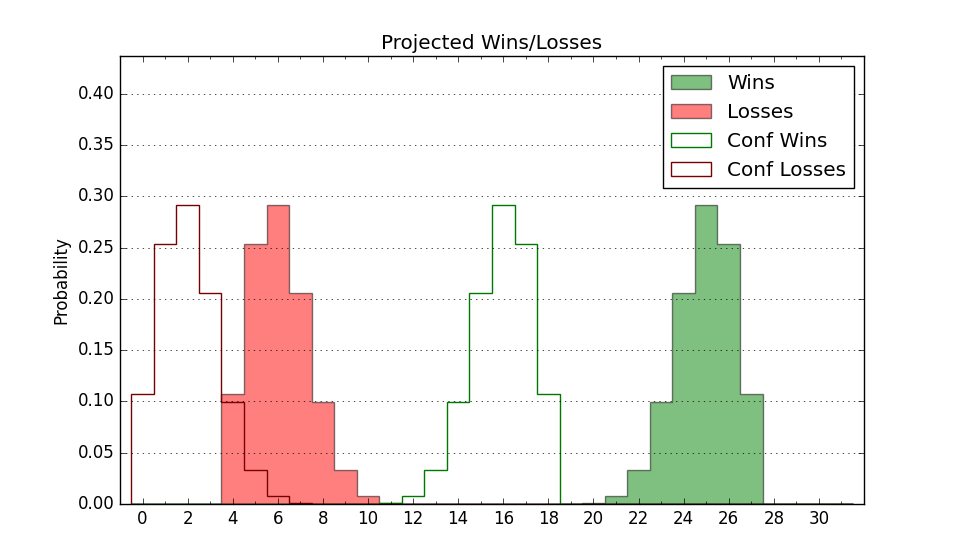 Projected Wins/Losses
Wins
Losses
Conf Wins
Conf Losses
Probability
0.40
0.35
0.30
0.25
0.20
0.15
0.10
0.05
0.00
0 2 4 6 8 10 12 14 16 18 20 22 24 26 28 30